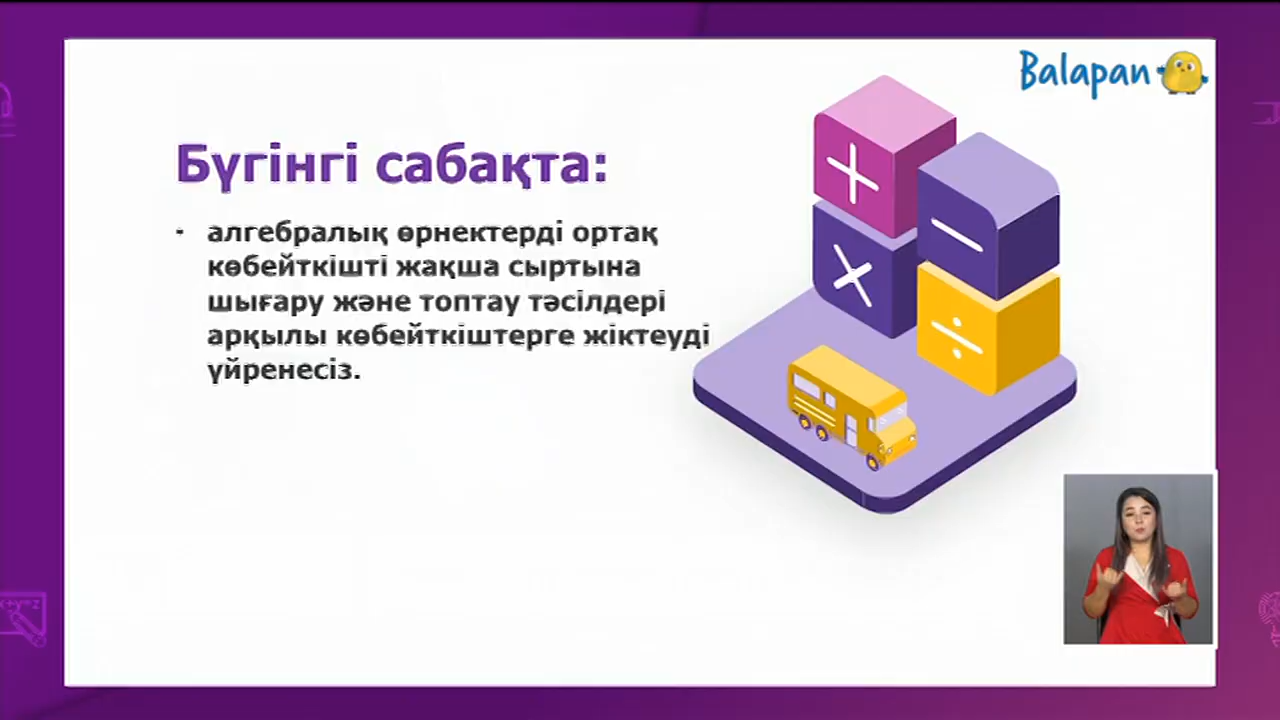 Balapan
Бүгінгі сабақта:
- алгебралық өрнектерді ортақ
көбейткішті жақша сыртына
шығару және топтау тәсілдері
арқылы көбейткіштерге жіктеуді
үйренесіз.
+
−
×
÷
x+y=z